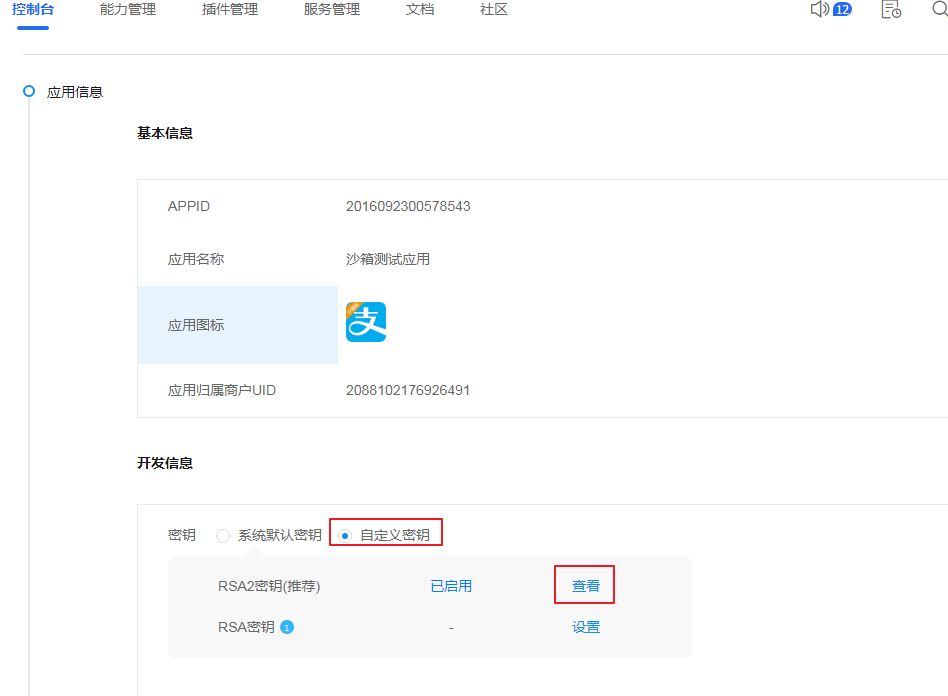 控制台 能力管理 插件管理 服务管理 文档 社区 12
应用信息
基本信息
APPID 2016092300578543
应用名称 沙箱测试应用
应用图标 支
应用归属商户UID 2088102176926491
开发信息
密钥 系统默认密钥 自定义密钥
RSA2密钥(推荐) 已启用 查看
RSA密钥 1 - 设置